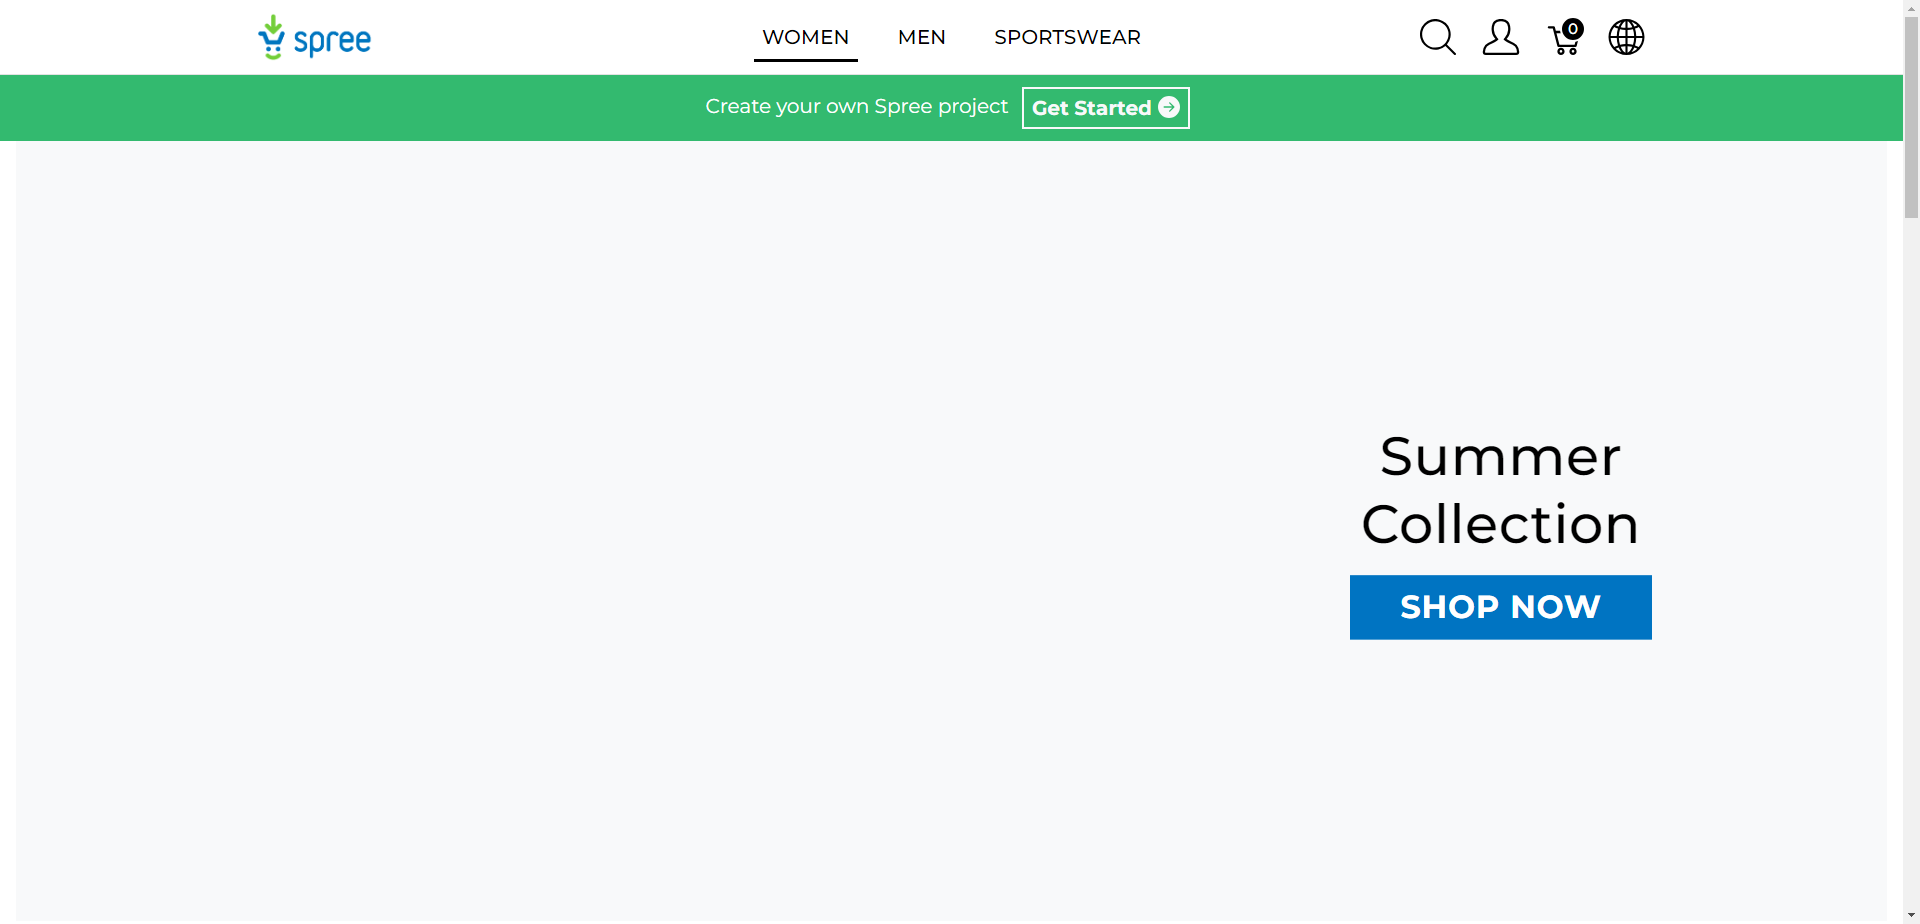 spree
WOMEN
MEN
SPORTSWEAR
0
Create your own Spree project
Get Started
Summer
Collection
SHOP NOW